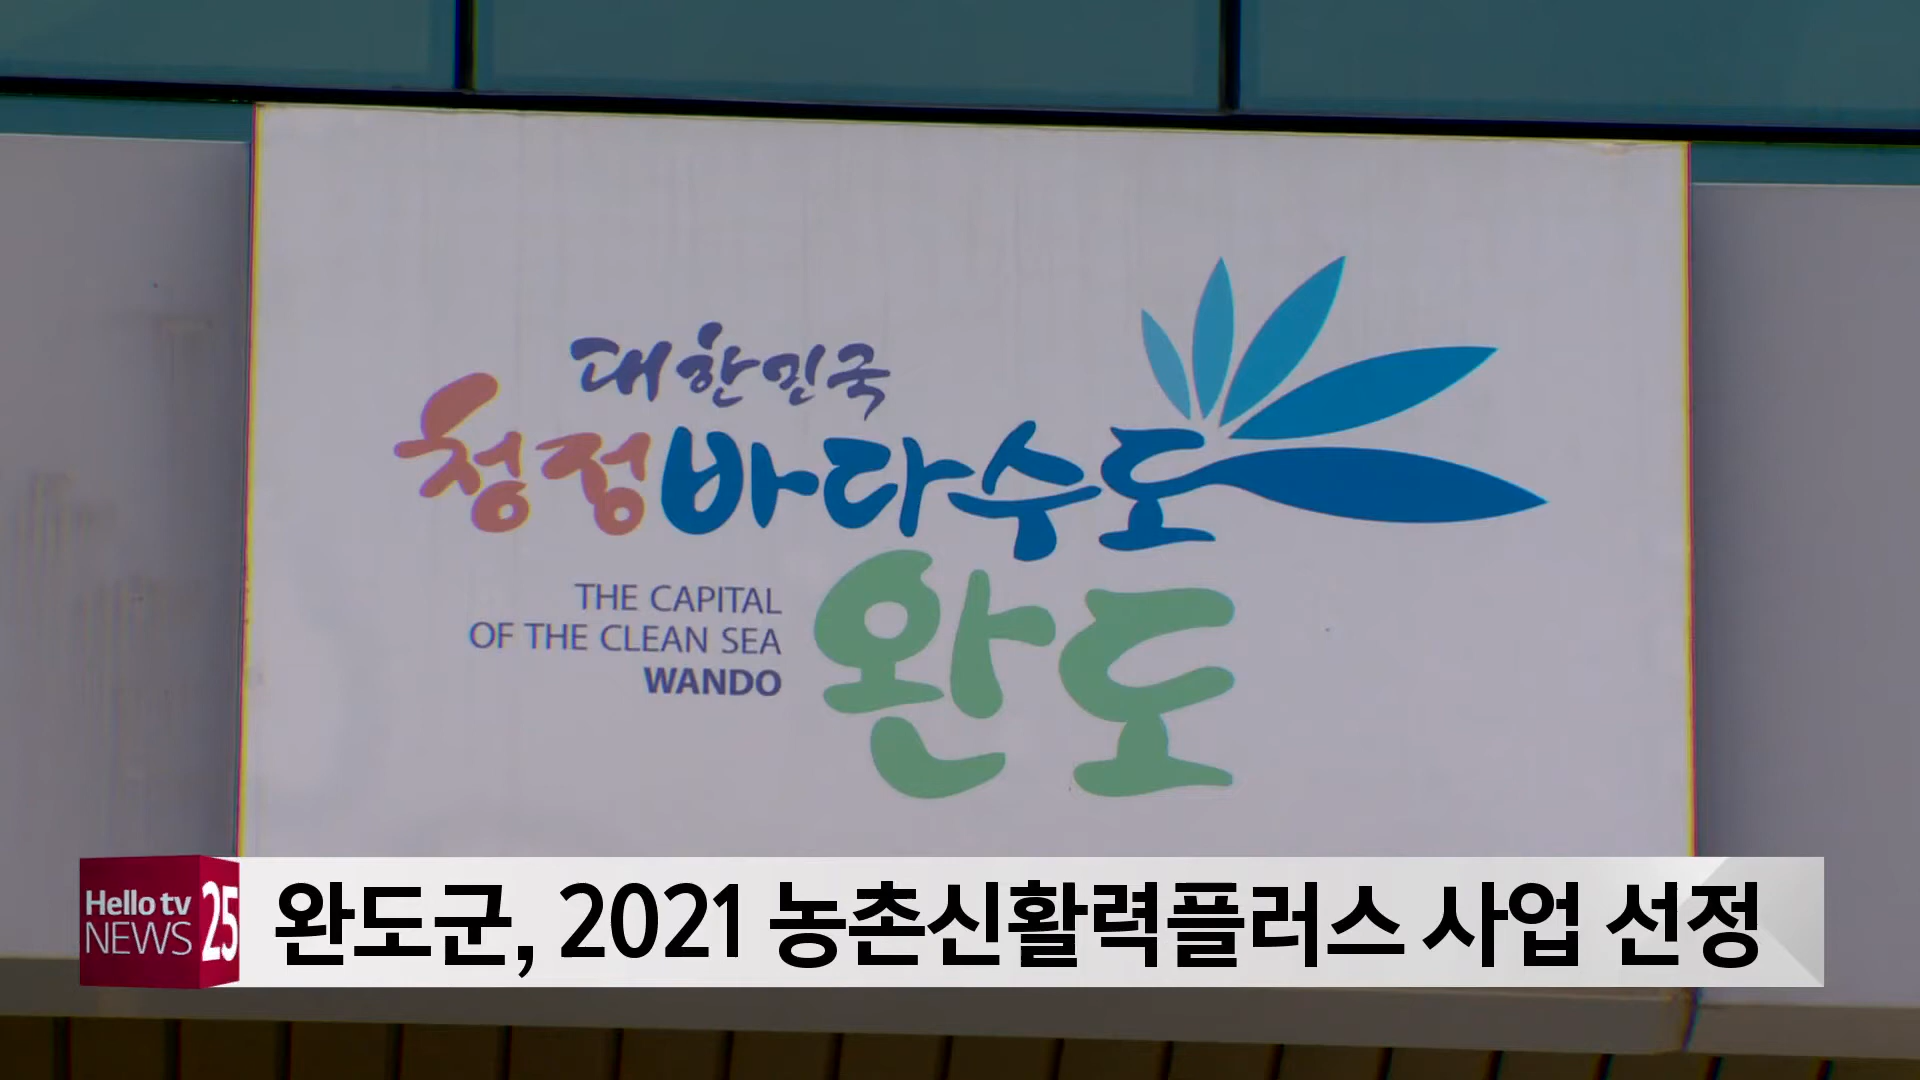 대한민국
청정바다수도
THE CAPITAL
OF THE CLEAN SEA
WANDO
완도
Hello tv
NEWS 25
완도군, 2021 농촌신활력플러스 사업 선정